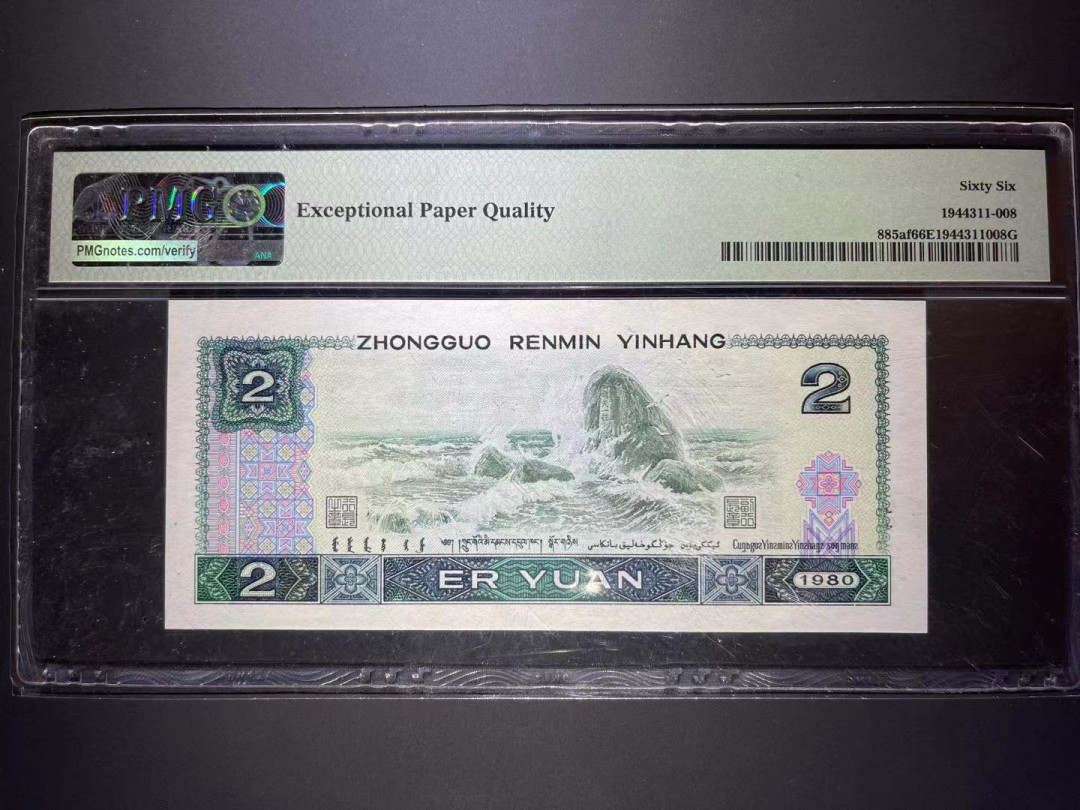 PMG
PMGnotes.com/verify
ANA
Exceptional Paper Quality
Sixty Six
1944311-008
885af66E1944311008G
ZHONGGUO RENMIN YINHANG
2
2
2
ER YUAN
1980